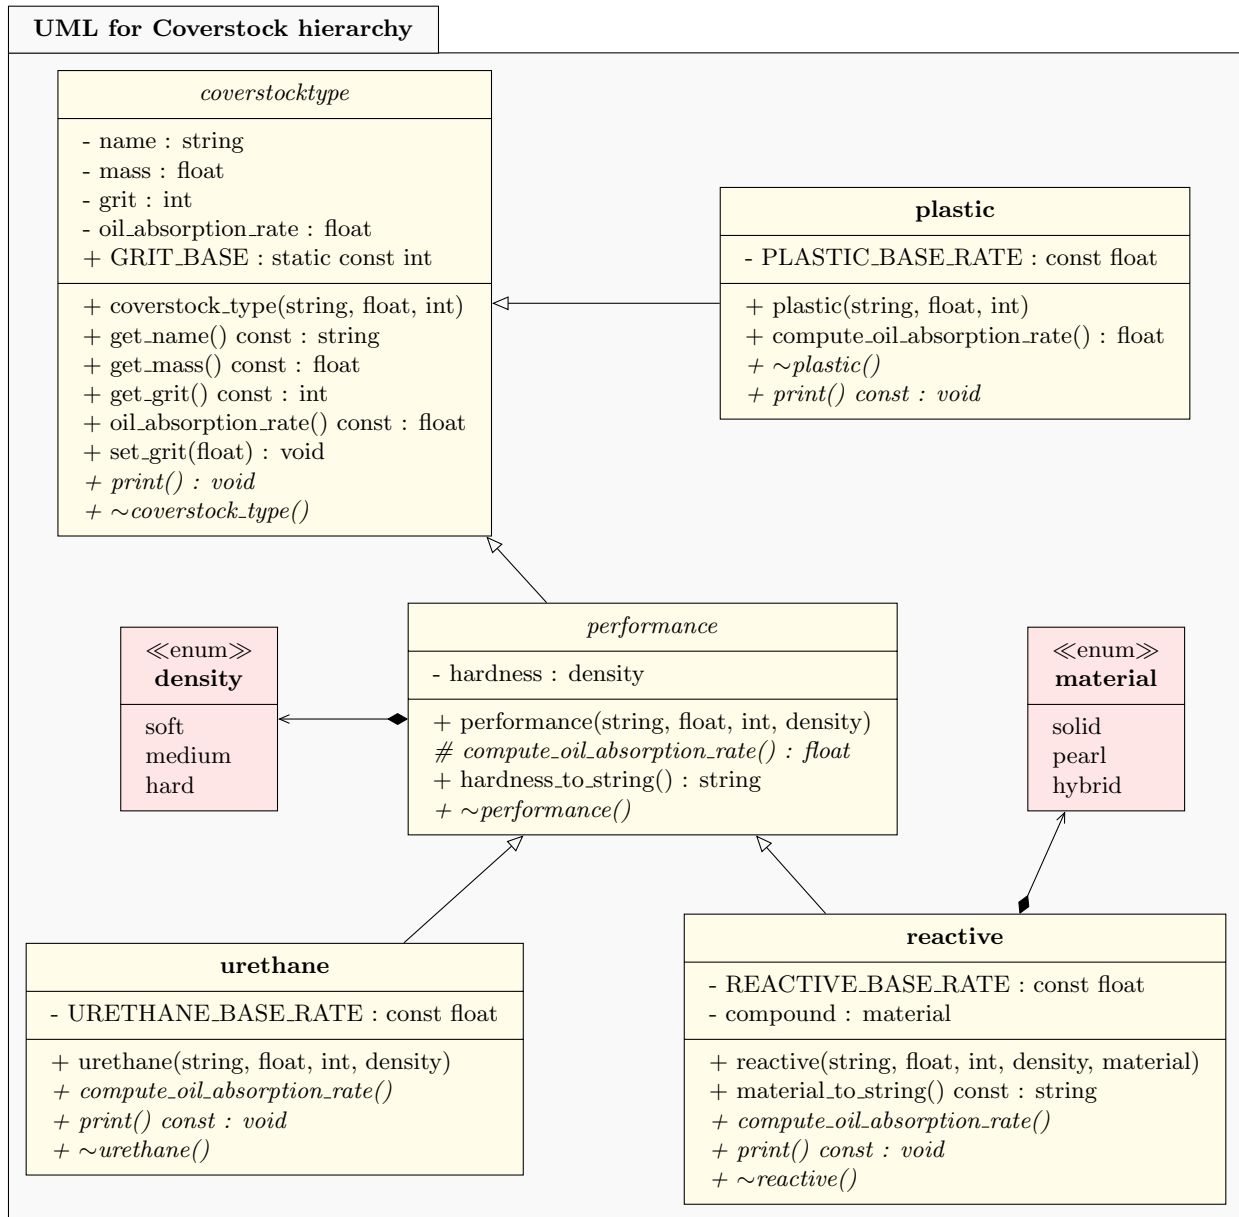 UML for Coverstock hierarchy
coverstocktype
- name : string
- mass : float
- grit : int
- oil_absorption_rate : float
+ GRIT_BASE : static const int
+ coverstock_type(string, float, int)
+ get_name() const : string
+ get_mass() const : float
+ get_grit() const : int
+ oil_absorption_rate() const : float
+ set_grit(float) : void
+ print() : void
+ ~coverstock_type()
plastic
- PLASTIC_BASE_RATE : const float
+ plastic(string, float, int)
+ compute_oil_absorption_rate() : float
+ ~plastic()
+ print() const : void
≪enum≫
density
soft
medium
hard
performance
- hardness : density
+ performance(string, float, int, density)
# compute_oil_absorption_rate() : float
+ hardness_to_string() : string
+ ~performance()
≪enum≫
material
solid
pearl
hybrid
urethane
- URETHANE_BASE_RATE : const float
+ urethane(string, float, int, density)
+ compute_oil_absorption_rate()
+ print() const : void
+ ~urethane()
reactive
- REACTIVE_BASE_RATE : const float
- compound : material
+ reactive(string, float, int, density, material)
+ material_to_string() const : string
+ compute_oil_absorption_rate()
+ print() const : void
+ ~reactive()